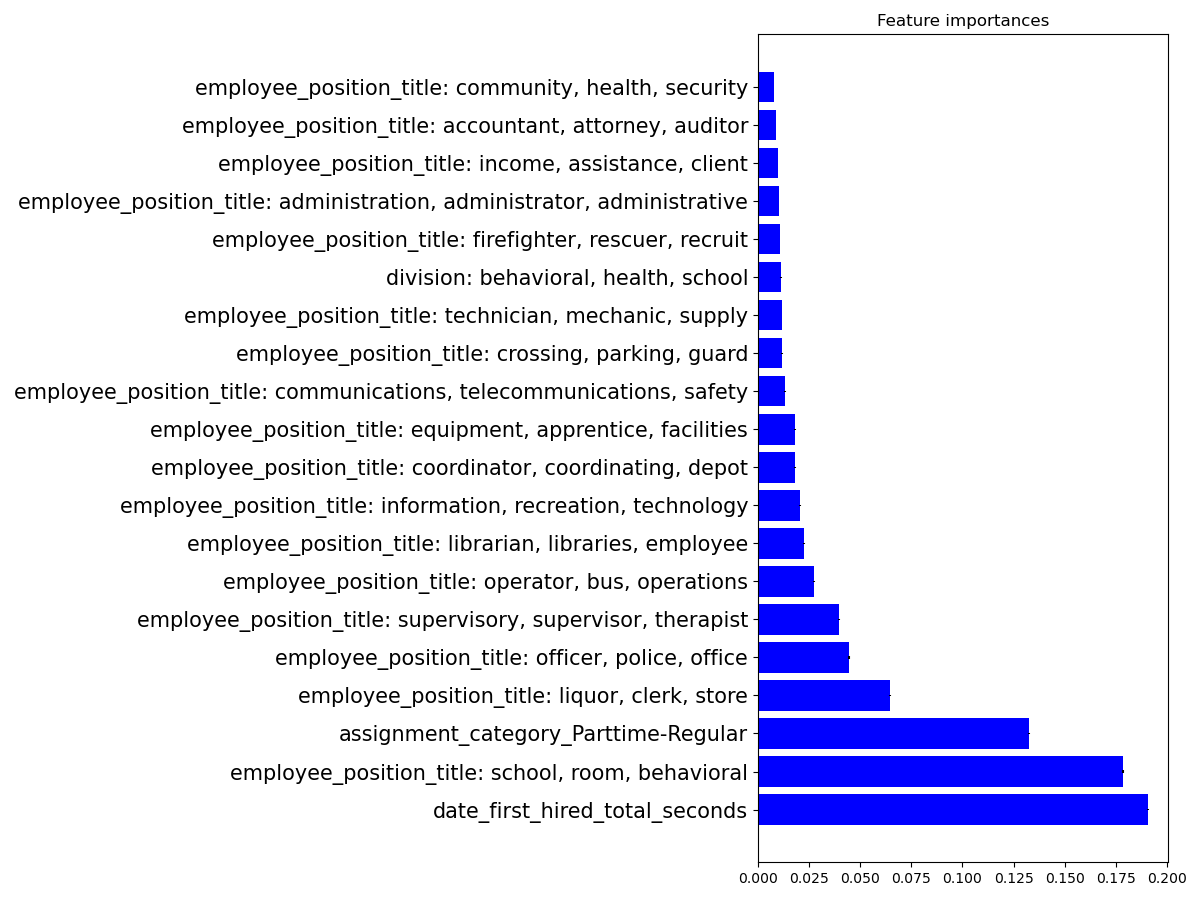 Feature importances
employee_position_title: community, health, security
employee_position_title: accountant, attorney, auditor
employee_position_title: income, assistance, client
employee_position_title: administration, administrator, administrative
employee_position_title: firefighter, rescuer, recruit
division: behavioral, health, school
employee_position_title: technician, mechanic, supply
employee_position_title: crossing, parking, guard
employee_position_title: communications, telecommunications, safety
employee_position_title: equipment, apprentice, facilities
employee_position_title: coordinator, coordinating, depot
employee_position_title: information, recreation, technology
employee_position_title: librarian, libraries, employee
employee_position_title: operator, bus, operations
employee_position_title: supervisory, supervisor, therapist
employee_position_title: officer, police, office
employee_position_title: liquor, clerk, store
assignment_category_Parttime-Regular
employee_position_title: school, room, behavioral
date_first_hired_total_seconds
0.000 0.025 0.050 0.075 0.100 0.125 0.150 0.175 0.200